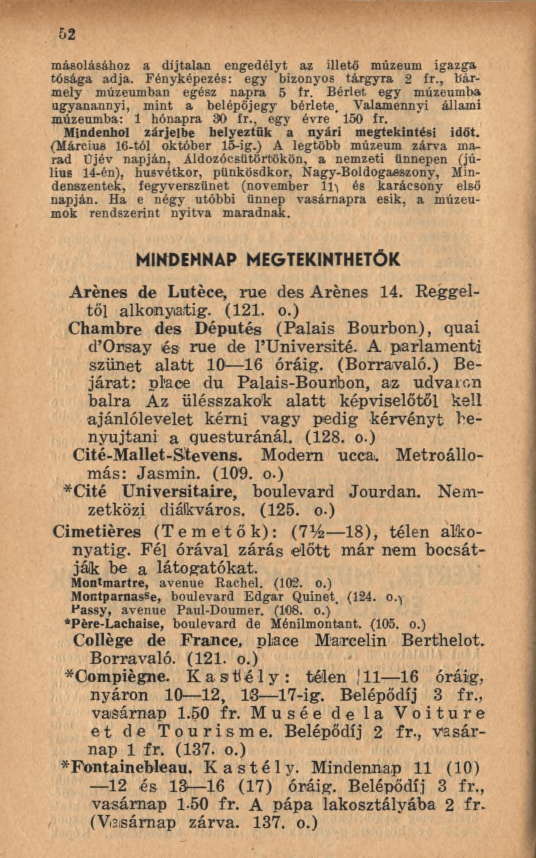 52
másolásához a díjtalan engedélyt az illető múzeum igazga
tósága adja. Fényképezés: egy bizonyos tárgyra 2 fr., bár-
mely múzeumban egész napra 5 fr. Bérlet egy múzeumba
ugyanannyi, mint a belépőjegy bérlete. Valamennyi állami
múzeumba: 1 hónapra 30 fr., egy évre 150 fr.
Mindenhol zárjelbe helyeztük a nyári megtekintési időt.
(Március 16-tól október 15-ig.) A legtöbb múzeum zárva ma-
rad Újév napján, Áldozócsütörtökön, a nemzeti ünnepen (jú-
lius 14-én), husvétkor, pünkösdkor, Nagy-Boldogasszony, Min-
denszentek, fegyverszünet (november 11) és karácsony első
napján. Ha e négy utóbbi ünnep vasárnapra esik, a múzeu-
mok rendszerint nyitva maradnak.
MINDENNAP MEGTEKINTHETŐK
Arènes de Lutèce, rue des Arènes 14. Reggel-
től alkonyatig. (121. o.)
Chambre des Députés (Palais Bourbon), quai
d'Orsay és rue de l'Université. A parlamenti
szünet alatt 10—16 óráig. (Borravaló.) Be-
járat: place du Palais-Bourbon, az udvaron
balra Az ülésszakok alatt képviselőtől kell
ajánlólevelet kérni vagy pedig kérvényt be-
nyujtani a questuránál. (128. o.)
Cité-Mallet-Stevens. Modern ucca. Metroállo-
más: Jasmin. (109. o.)
*Cité Universitaire, boulevard Jourdan. Nem-
zetközi diákváros. (125. o.)
Cimetières (Temetők): (7½—18), télen alko-
nyatig. Fél órával zárás előtt már nem bocsát-
ják be a látogatókat.
Montmartre, avenue Rachel. (102. o.)
Montparnasse, boulevard Edgar Quinet. (124. o.)
Passy, avenue Paul-Doumer. (108. o.)
*Père-Lachaise, boulevard de Ménilmontant. (105. o.)
Collège de France, place Marcelin Berthelot.
Borravaló. (121. o.)
*Compiègne. Kastély: télen 11—16 óráig,
nyáron 10—12, 13—17-ig. Belépődíj 3 fr.,
vasárnap 1.50 fr. Musée de la Voiture
et de Tourisme. Belépődíj 2 fr., vasár-
nap 1 fr. (137. o.)
*Fontainebleau. Kastély. Mindennap 11 (10)
—12 és 13—16 (17) óráig. Belépődíj 3 fr.,
vasárnap 1.50 fr. A pápa lakosztályába 2 fr.
(Vasárnap zárva. 137. o.)